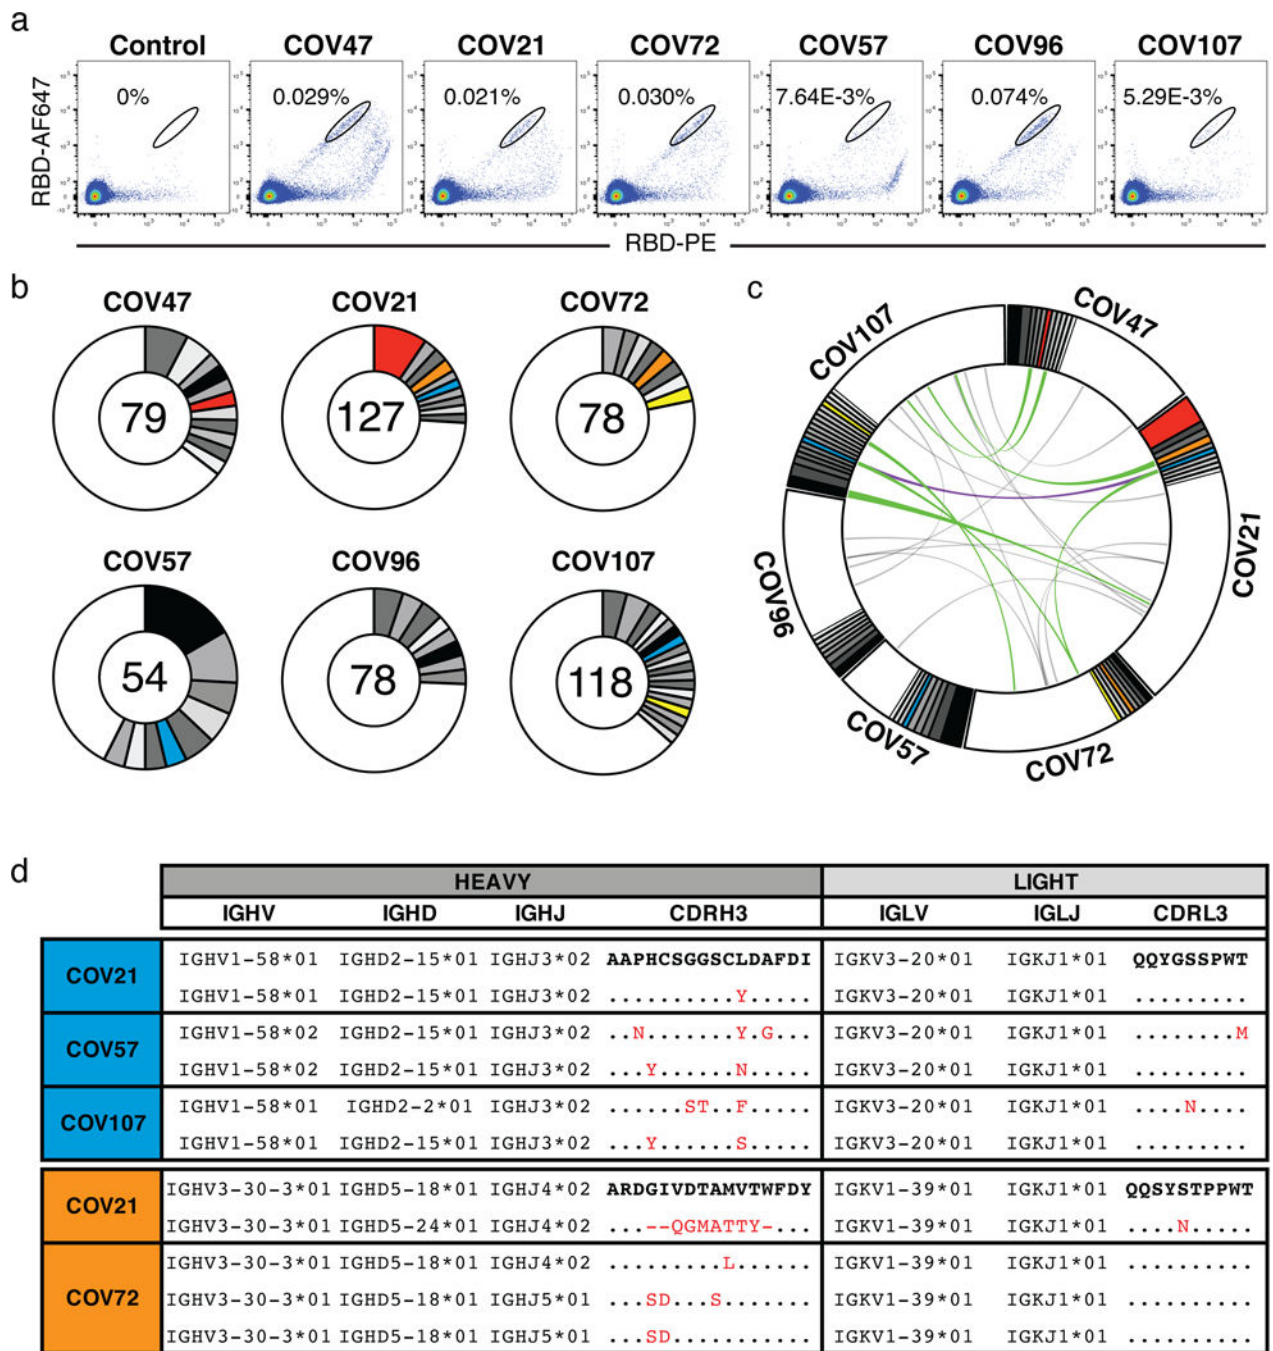 a
Control COV47 COV21 COV72 COV57 COV96 COV107
RBD-AF647
0% 0.029% 0.021% 0.030% 7.64E-3% 0.074% 5.29E-3%
RBD-PE
b
COV47 COV21 COV72
79 127 78
COV57 COV96 COV107
54 78 118
c
COV47
COV21
COV72
COV57
COV96
COV107
d
HEAVY LIGHT
IGHV IGHD IGHJ CDRH3 IGLV IGLJ CDRL3
COV21
IGHV1-58*01 IGHD2-15*01 IGHJ3*02 AAPHCSGGSCLDAFDI IGKV3-20*01 IGKJ1*01 QQYGSSPWT
IGHV1-58*01 IGHD2-15*01 IGHJ3*02 ..........Y..... IGKV3-20*01 IGKJ1*01 .........
COV57
IGHV1-58*02 IGHD2-15*01 IGHJ3*02 ..N.......Y.G... IGKV3-20*01 IGKJ1*01 ........M
IGHV1-58*02 IGHD2-15*01 IGHJ3*02 ...Y......N..... IGKV3-20*01 IGKJ1*01 .........
COV107
IGHV1-58*01 IGHD2-2*01 IGHJ3*02 ......ST..F..... IGKV3-20*01 IGKJ1*01 ....N....
IGHV1-58*01 IGHD2-15*01 IGHJ3*02 ...Y......S..... IGKV3-20*01 IGKJ1*01 .........
COV21
IGHV3-30-3*01 IGHD5-18*01 IGHJ4*02 ARDGIVDTAMVTWFDY IGKV1-39*01 IGKJ1*01 QQSYSTPPWT
IGHV3-30-3*01 IGHD5-24*01 IGHJ4*02 ...--QGMATTY-... IGKV1-39*01 IGKJ1*01 ....N.....
COV72
IGHV3-30-3*01 IGHD5-18*01 IGHJ4*02 .........L...... IGKV1-39*01 IGKJ1*01 ..........
IGHV3-30-3*01 IGHD5-18*01 IGHJ5*01 ...SD...S....... IGKV1-39*01 IGKJ1*01 ..........
IGHV3-30-3*01 IGHD5-18*01 IGHJ5*01 ...SD........... IGKV1-39*01 IGKJ1*01 ..........